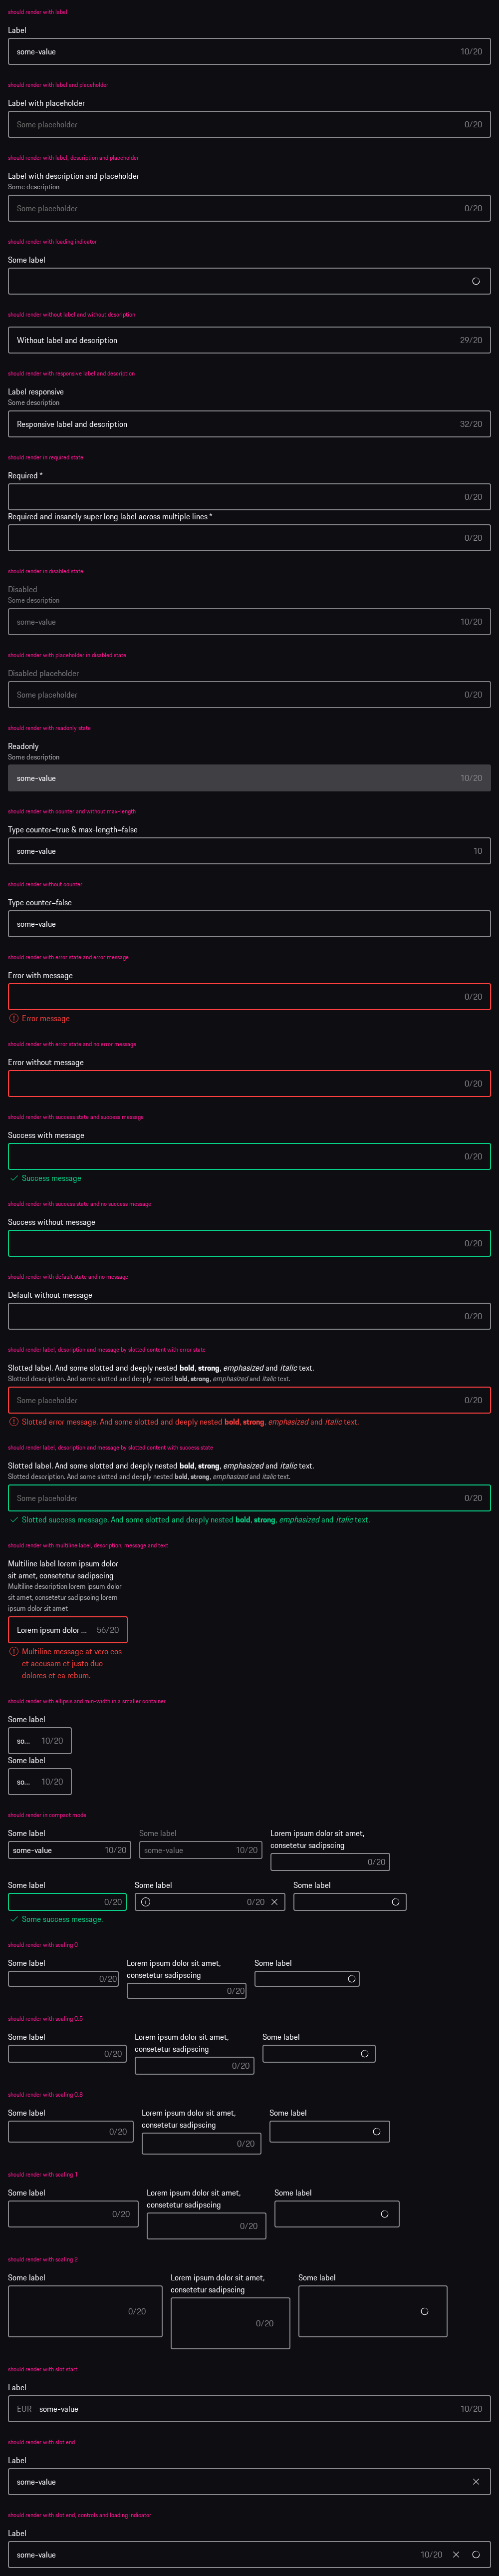 should render with label
Label
some-value 10/20
should render with label and placeholder
Label with placeholder
Some placeholder 0/20
should render with label, description and placeholder
Label with description and placeholder
Some description
Some placeholder 0/20
should render with loading indicator
Some label
should render without label and without description
Without label and description 29/20
should render with responsive label and description
Label responsive
Some description
Responsive label and description 32/20
should render in required state
Required *
0/20
Required and insanely super long label across multiple lines *
0/20
should render in disabled state
Disabled
Some description
some-value 10/20
should render with placeholder in disabled state
Disabled placeholder
Some placeholder 0/20
should render with readonly state
Readonly
Some description
some-value 10/20
should render with counter and without max-length
Type counter=true & max-length=false
some-value 10
should render without counter
Type counter=false
some-value
should render with error state and error message
Error with message
0/20
Error message
should render with error state and no error message
Error without message
0/20
should render with success state and success message
Success with message
0/20
Success message
should render with success state and no success message
Success without message
0/20
should render with default state and no message
Default without message
0/20
should render label, description and message by slotted content with error state
Slotted label. And some slotted and deeply nested bold, strong, emphasized and italic text.
Slotted description. And some slotted and deeply nested bold, strong, emphasized and italic text.
Some placeholder 0/20
Slotted error message. And some slotted and deeply nested bold, strong, emphasized and italic text.
should render label, description and message by slotted content with success state
Slotted label. And some slotted and deeply nested bold, strong, emphasized and italic text.
Slotted description. And some slotted and deeply nested bold, strong, emphasized and italic text.
Some placeholder 0/20
Slotted success message. And some slotted and deeply nested bold, strong, emphasized and italic text.
should render with multiline label, description, message and text
Multiline label lorem ipsum dolor
sit amet, consetetur sadipscing
Multiline description lorem ipsum dolor
sit amet, consetetur sadipscing lorem
ipsum dolor sit amet
Lorem ipsum dolor ... 56/20
Multiline message at vero eos
et accusam et justo duo
dolores et ea rebum.
should render with ellipsis and min-width in a smaller container
Some label
so... 10/20
Some label
so... 10/20
should render in compact mode
Some label Some label Lorem ipsum dolor sit amet,
consetetur sadipscing
some-value 10/20 some-value 10/20
0/20
Some label Some label Some label
0/20 0/20
Some success message.
should render with scaling 0
Some label Lorem ipsum dolor sit amet, Some label
consetetur sadipscing
0/20
0/20
should render with scaling 0.5
Some label Lorem ipsum dolor sit amet, Some label
consetetur sadipscing
0/20
0/20
should render with scaling 0.8
Some label Lorem ipsum dolor sit amet, Some label
consetetur sadipscing
0/20
0/20
should render with scaling 1
Some label Lorem ipsum dolor sit amet, Some label
consetetur sadipscing
0/20
0/20
should render with scaling 2
Some label Lorem ipsum dolor sit amet, Some label
consetetur sadipscing
0/20
0/20
should render with slot start
Label
EUR some-value 10/20
should render with slot end
Label
some-value
should render with slot end, controls and loading indicator
Label
some-value 10/20